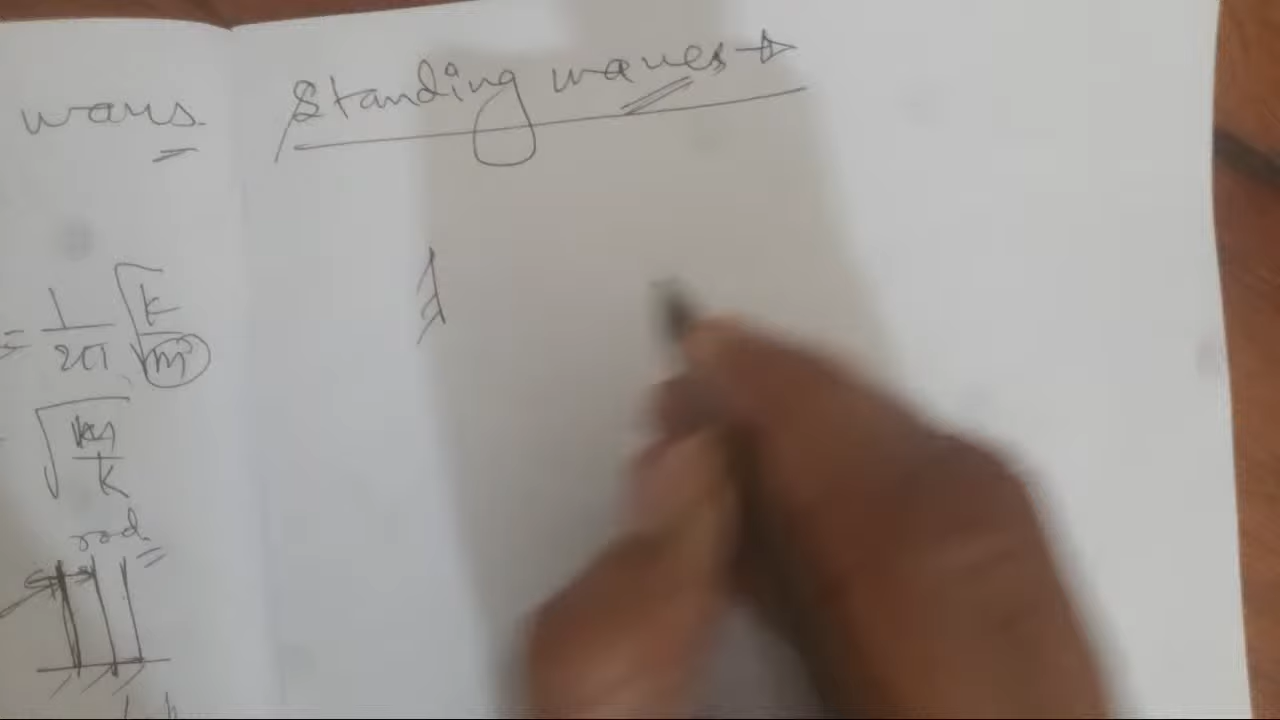 waves
= 1/2π √k/m
rod
Standing waves →